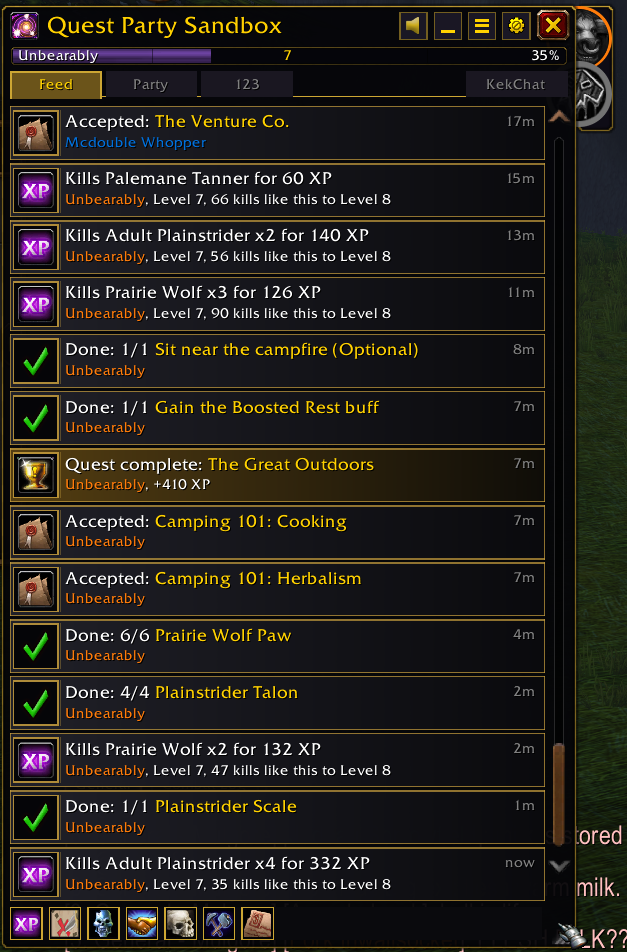 Quest Party Sandbox
Unbearably 7 35%
Feed Party 123 KekChat
Accepted: The Venture Co. 17m
Mcdouble Whopper
XP Kills Palemane Tanner for 60 XP 15m
Unbearably, Level 7, 66 kills like this to Level 8
XP Kills Adult Plainstrider x2 for 140 XP 13m
Unbearably, Level 7, 56 kills like this to Level 8
XP Kills Prairie Wolf x3 for 126 XP 11m
Unbearably, Level 7, 90 kills like this to Level 8
Done: 1/1 Sit near the campfire (Optional) 8m
Unbearably
Done: 1/1 Gain the Boosted Rest buff 7m
Unbearably
Quest complete: The Great Outdoors 7m
Unbearably, +410 XP
Accepted: Camping 101: Cooking 7m
Unbearably
Accepted: Camping 101: Herbalism 7m
Unbearably
Done: 6/6 Prairie Wolf Paw 4m
Unbearably
Done: 4/4 Plainstrider Talon 2m
Unbearably
XP Kills Prairie Wolf x2 for 132 XP 2m
Unbearably, Level 7, 47 kills like this to Level 8
Done: 1/1 Plainstrider Scale 1m
Unbearably
XP Kills Adult Plainstrider x4 for 332 XP now
Unbearably, Level 7, 35 kills like this to Level 8
XP
milk.